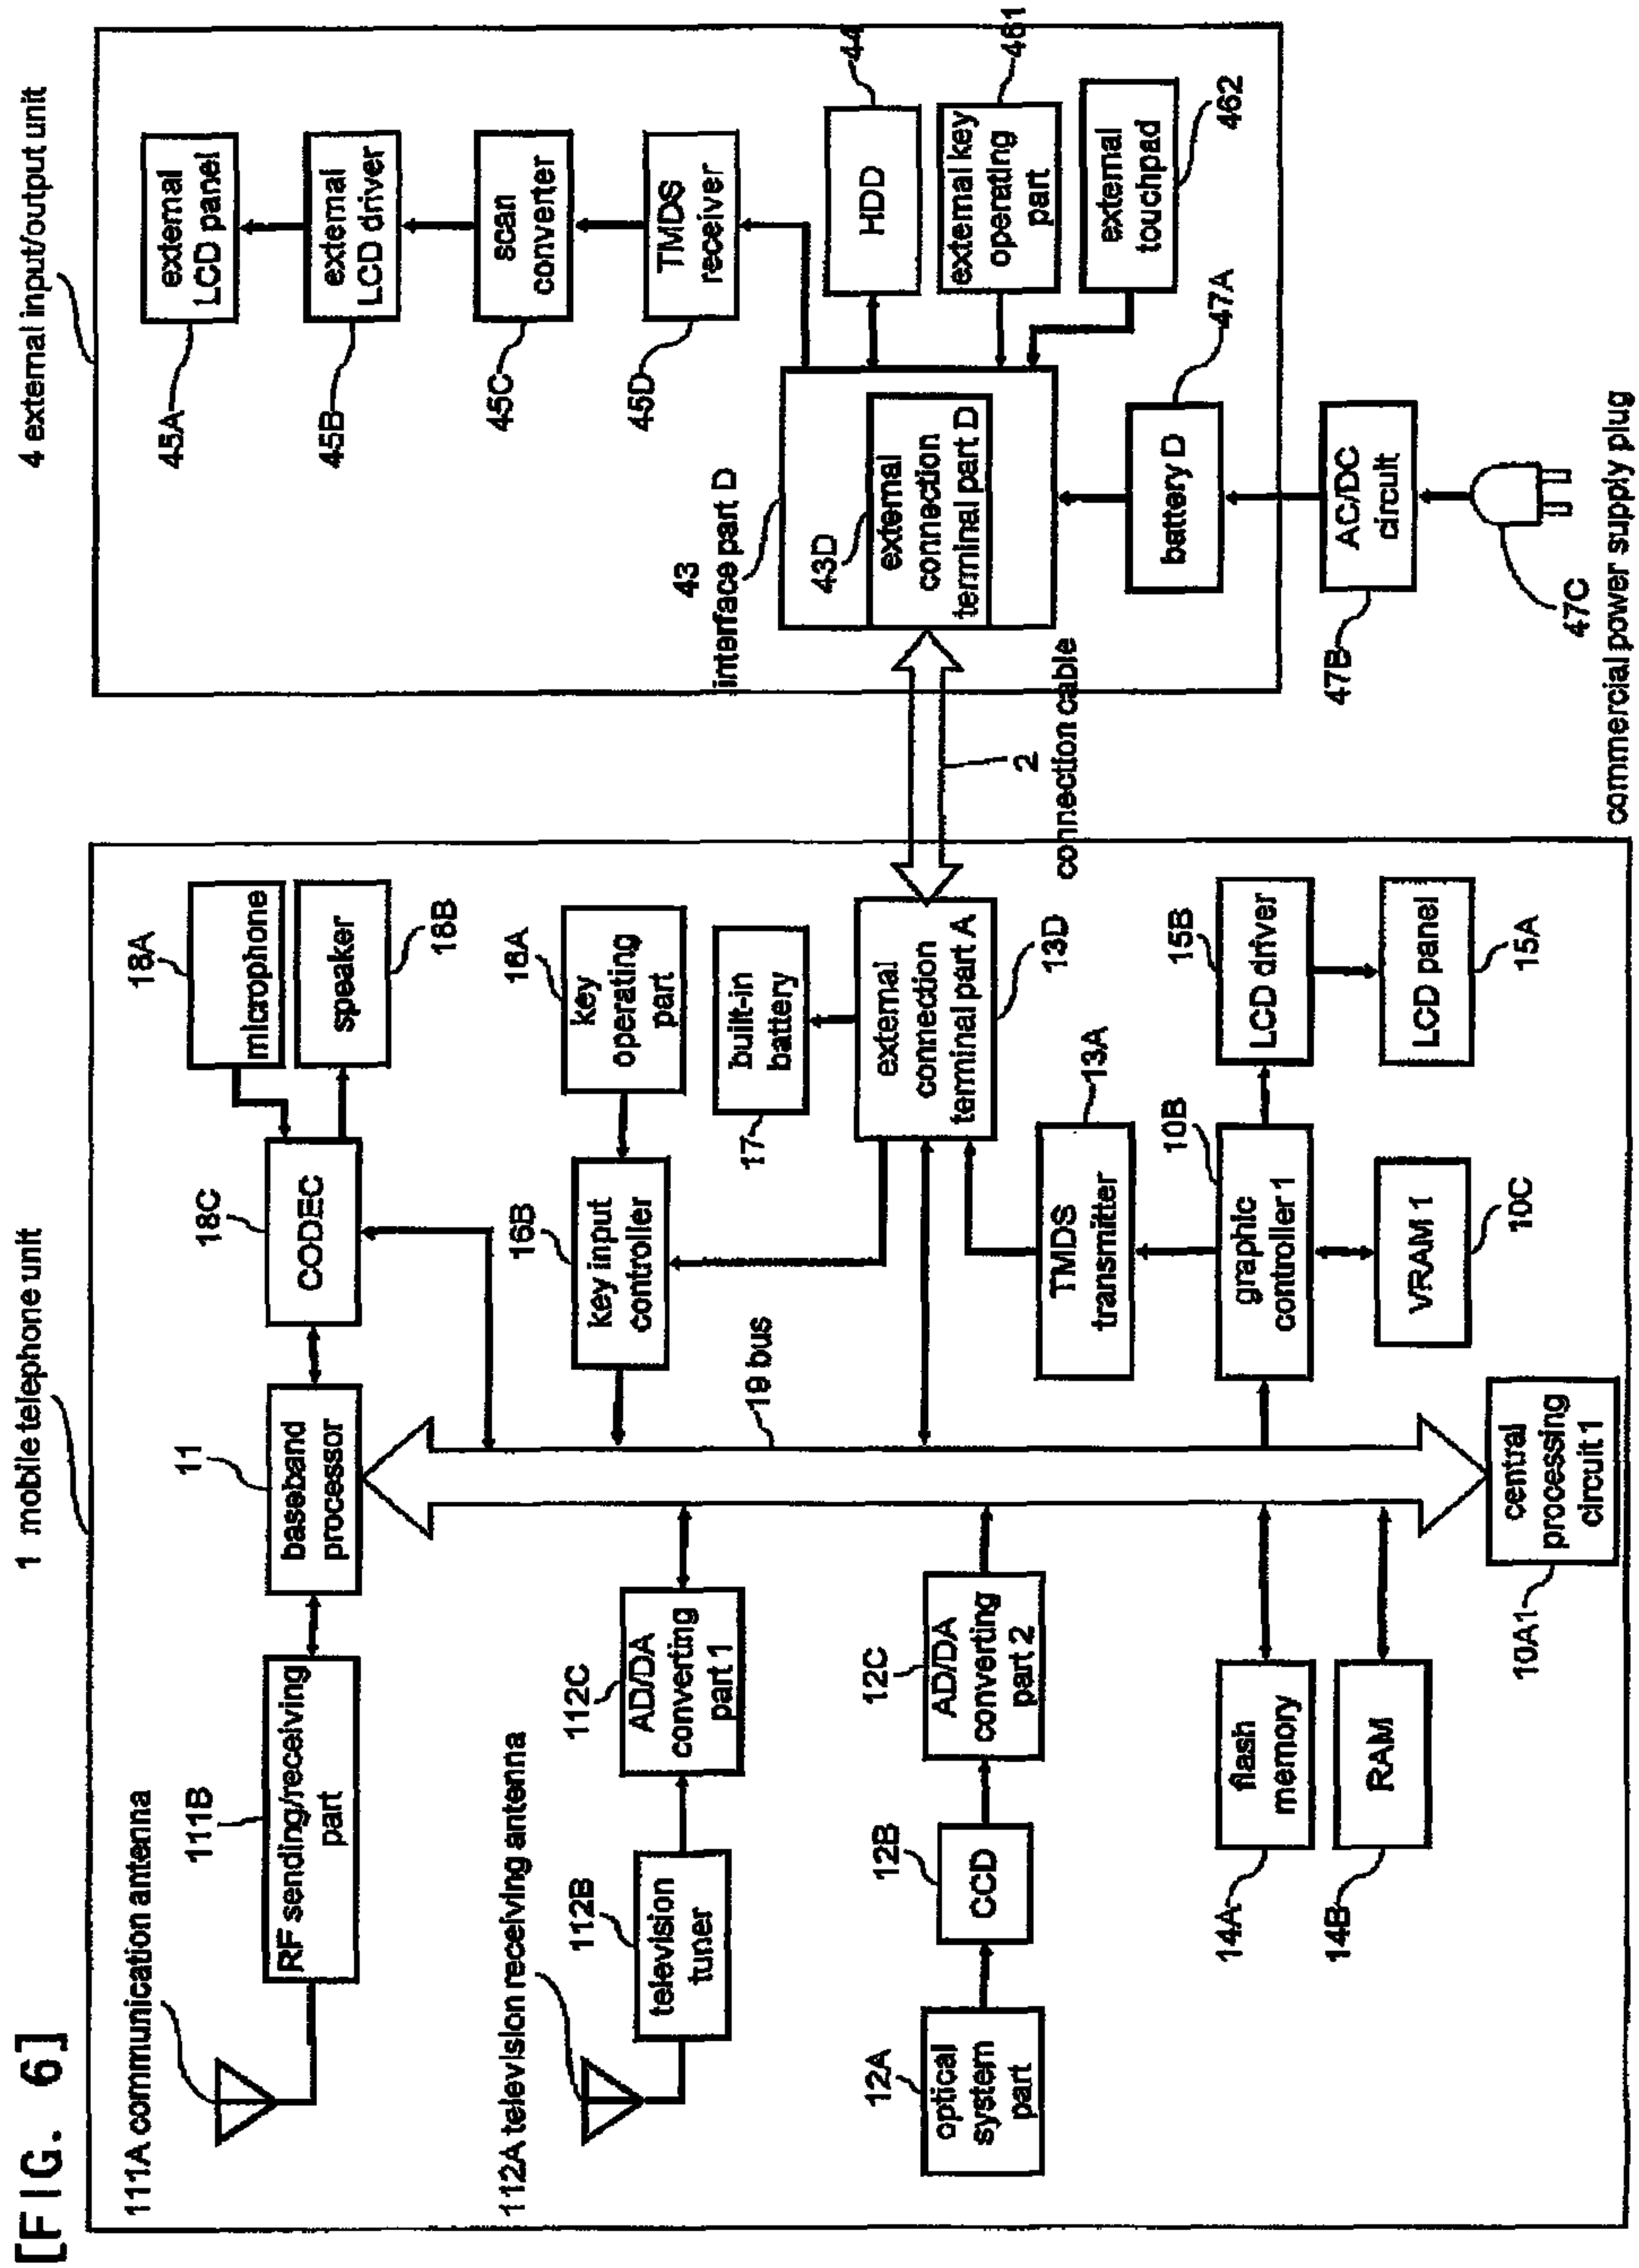 [FIG. 6]
1 mobile telephone unit
111A communication antenna
111B
RF sending/receiving
part
11
baseband
processor
18C
CODEC
18A
microphone
speaker
18B
112A television receiving antenna
112B
television
tuner
112C
AD/DA
converting
part 1
16B
key input
controller
16A
key
operating
part
17
built-in
battery
19 bus
12A
optical
system
part
12B
CCD
12C
AD/DA
converting
part 2
external
connection
terminal part A
13D
TMDS
transmitter
13A
14A
flash
memory
14B
RAM
10B
graphic
controller 1
15B
LCD driver
VRAM 1
10C
LCD panel
15A
10A1
central
processing
circuit 1
2
connection cable
4 external input/output unit
45A
external
LCD panel
45B
external
LCD driver
45C
scan
converter
45D
TMDS
receiver
43
interface part D
43D
external
connection
terminal part D
HDD
44
external key
operating
part
461
external
touchpad
462
battery D
47A
47B
AC/DC
circuit
47C
commercial power supply plug